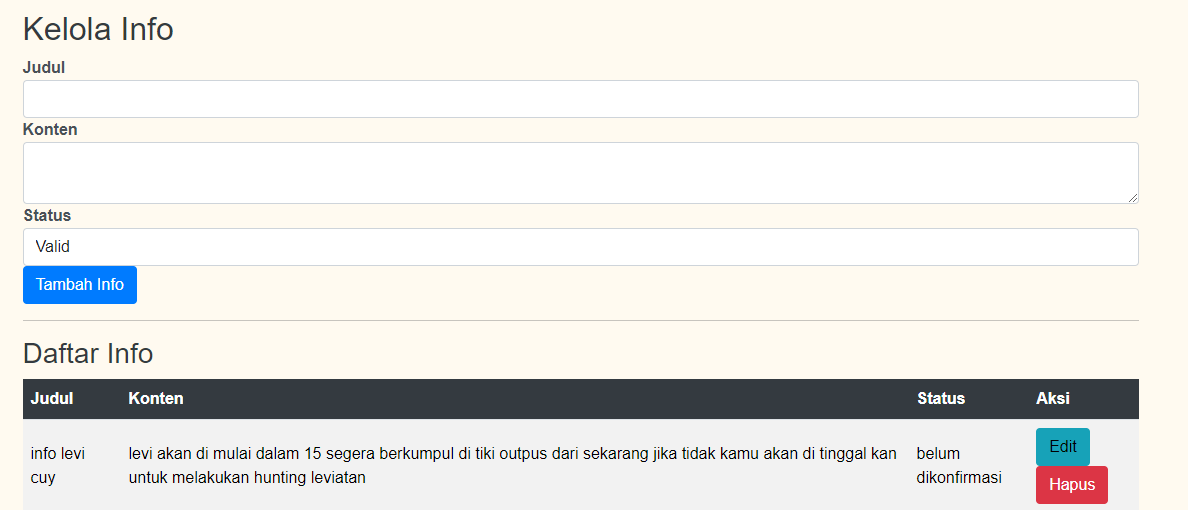 Kelola Info
Judul
Konten
Status
Valid
Tambah Info
Daftar Info
Judul Konten Status Aksi
info levi cuy
levi akan di mulai dalam 15 segera berkumpul di tiki outpus dari sekarang jika tidak kamu akan di tinggal kan
untuk melakukan hunting leviatan
belum
dikonfirmasi
Edit
Hapus